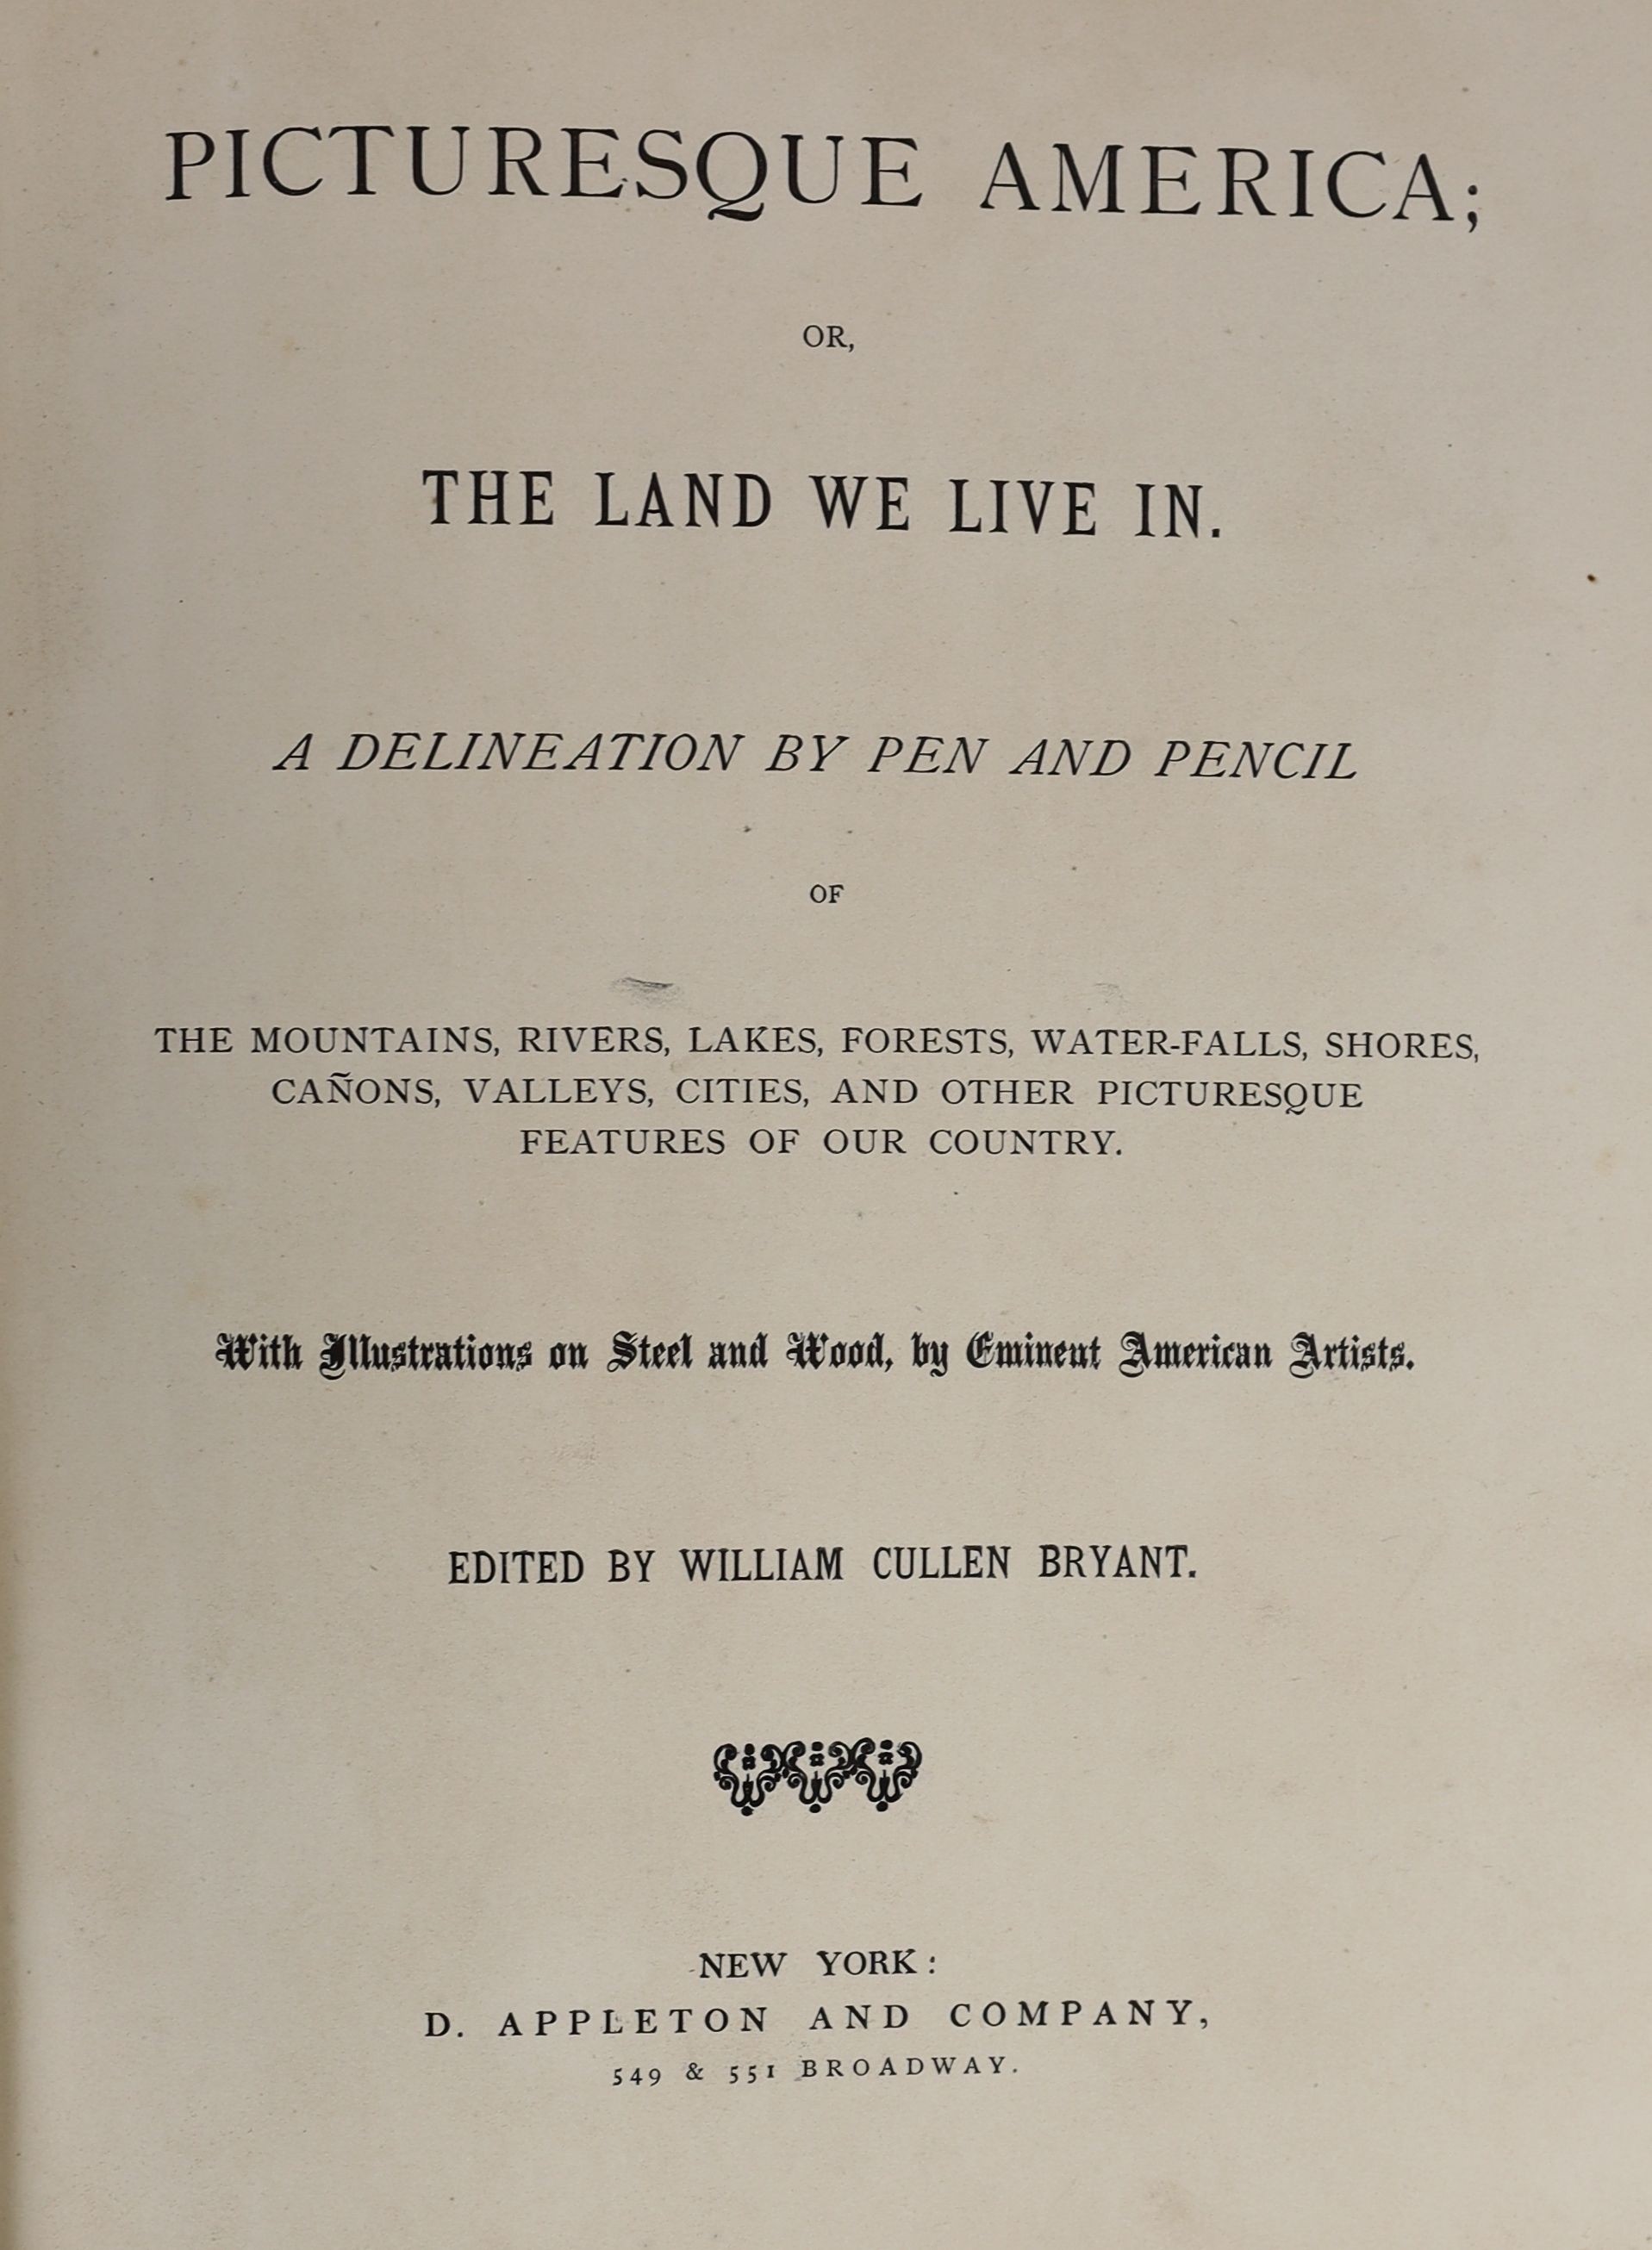 PICTURESQUE AMERICA;
OR,
THE LAND WE LIVE IN.
A DELINEATION BY PEN AND PENCIL
OF
THE MOUNTAINS, RIVERS, LAKES, FORESTS, WATER-FALLS, SHORES,
CAÑONS, VALLEYS, CITIES, AND OTHER PICTURESQUE
FEATURES OF OUR COUNTRY.
With Illustrations on Steel and Wood, by Eminent American Artists.
EDITED BY WILLIAM CULLEN BRYANT.
NEW YORK:
D. APPLETON AND COMPANY,
549 & 551 BROADWAY.